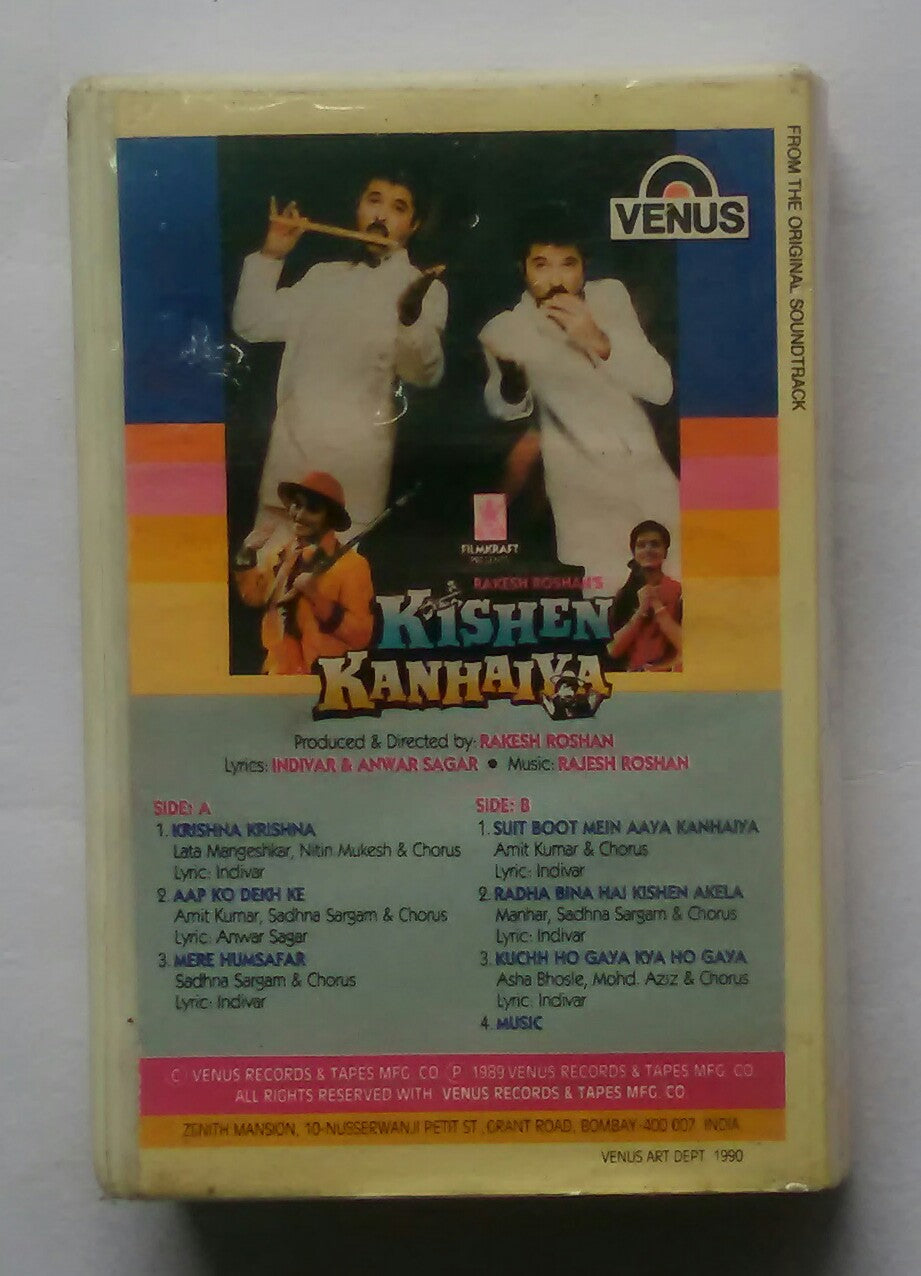 FROM THE ORIGINAL SOUNDTRACK
VENUS
FILMKRAFT
PRESENTS
RAKESH ROSHAN'S
KISHEN
KANHAIYA
Produced & Directed by: RAKESH ROSHAN
Lyrics: INDIVAR & ANWAR SAGAR • Music: RAJESH ROSHAN
SIDE: A
1. KRISHNA KRISHNA
Lata Mangeshkar, Nitin Mukesh & Chorus
Lyric: Indivar
2. AAP KO DEKH KE
Amit Kumar, Sadhna Sargam & Chorus
Lyric: Anwar Sagar
3. MERE HUMSAFAR
Sadhna Sargam & Chorus
Lyric: Indivar
SIDE: B
1. SUIT BOOT MEIN AAYA KANHAIYA
Amit Kumar & Chorus
Lyric: Indivar
2. RADHA BINA HAI KISHEN AKELA
Manhar, Sadhna Sargam & Chorus
Lyric: Indivar
3. KUCHH HO GAYA KYA HO GAYA
Asha Bhosle, Mohd. Aziz & Chorus
Lyric: Indivar
4. MUSIC
© VENUS RECORDS & TAPES MFG. CO ℗ 1989 VENUS RECORDS & TAPES MFG. CO
ALL RIGHTS RESERVED WITH VENUS RECORDS & TAPES MFG. CO
ZENITH MANSION, 10-NUSSERWANJI PETIT ST., GRANT ROAD, BOMBAY-400 007. INDIA
VENUS ART DEPT. 1990